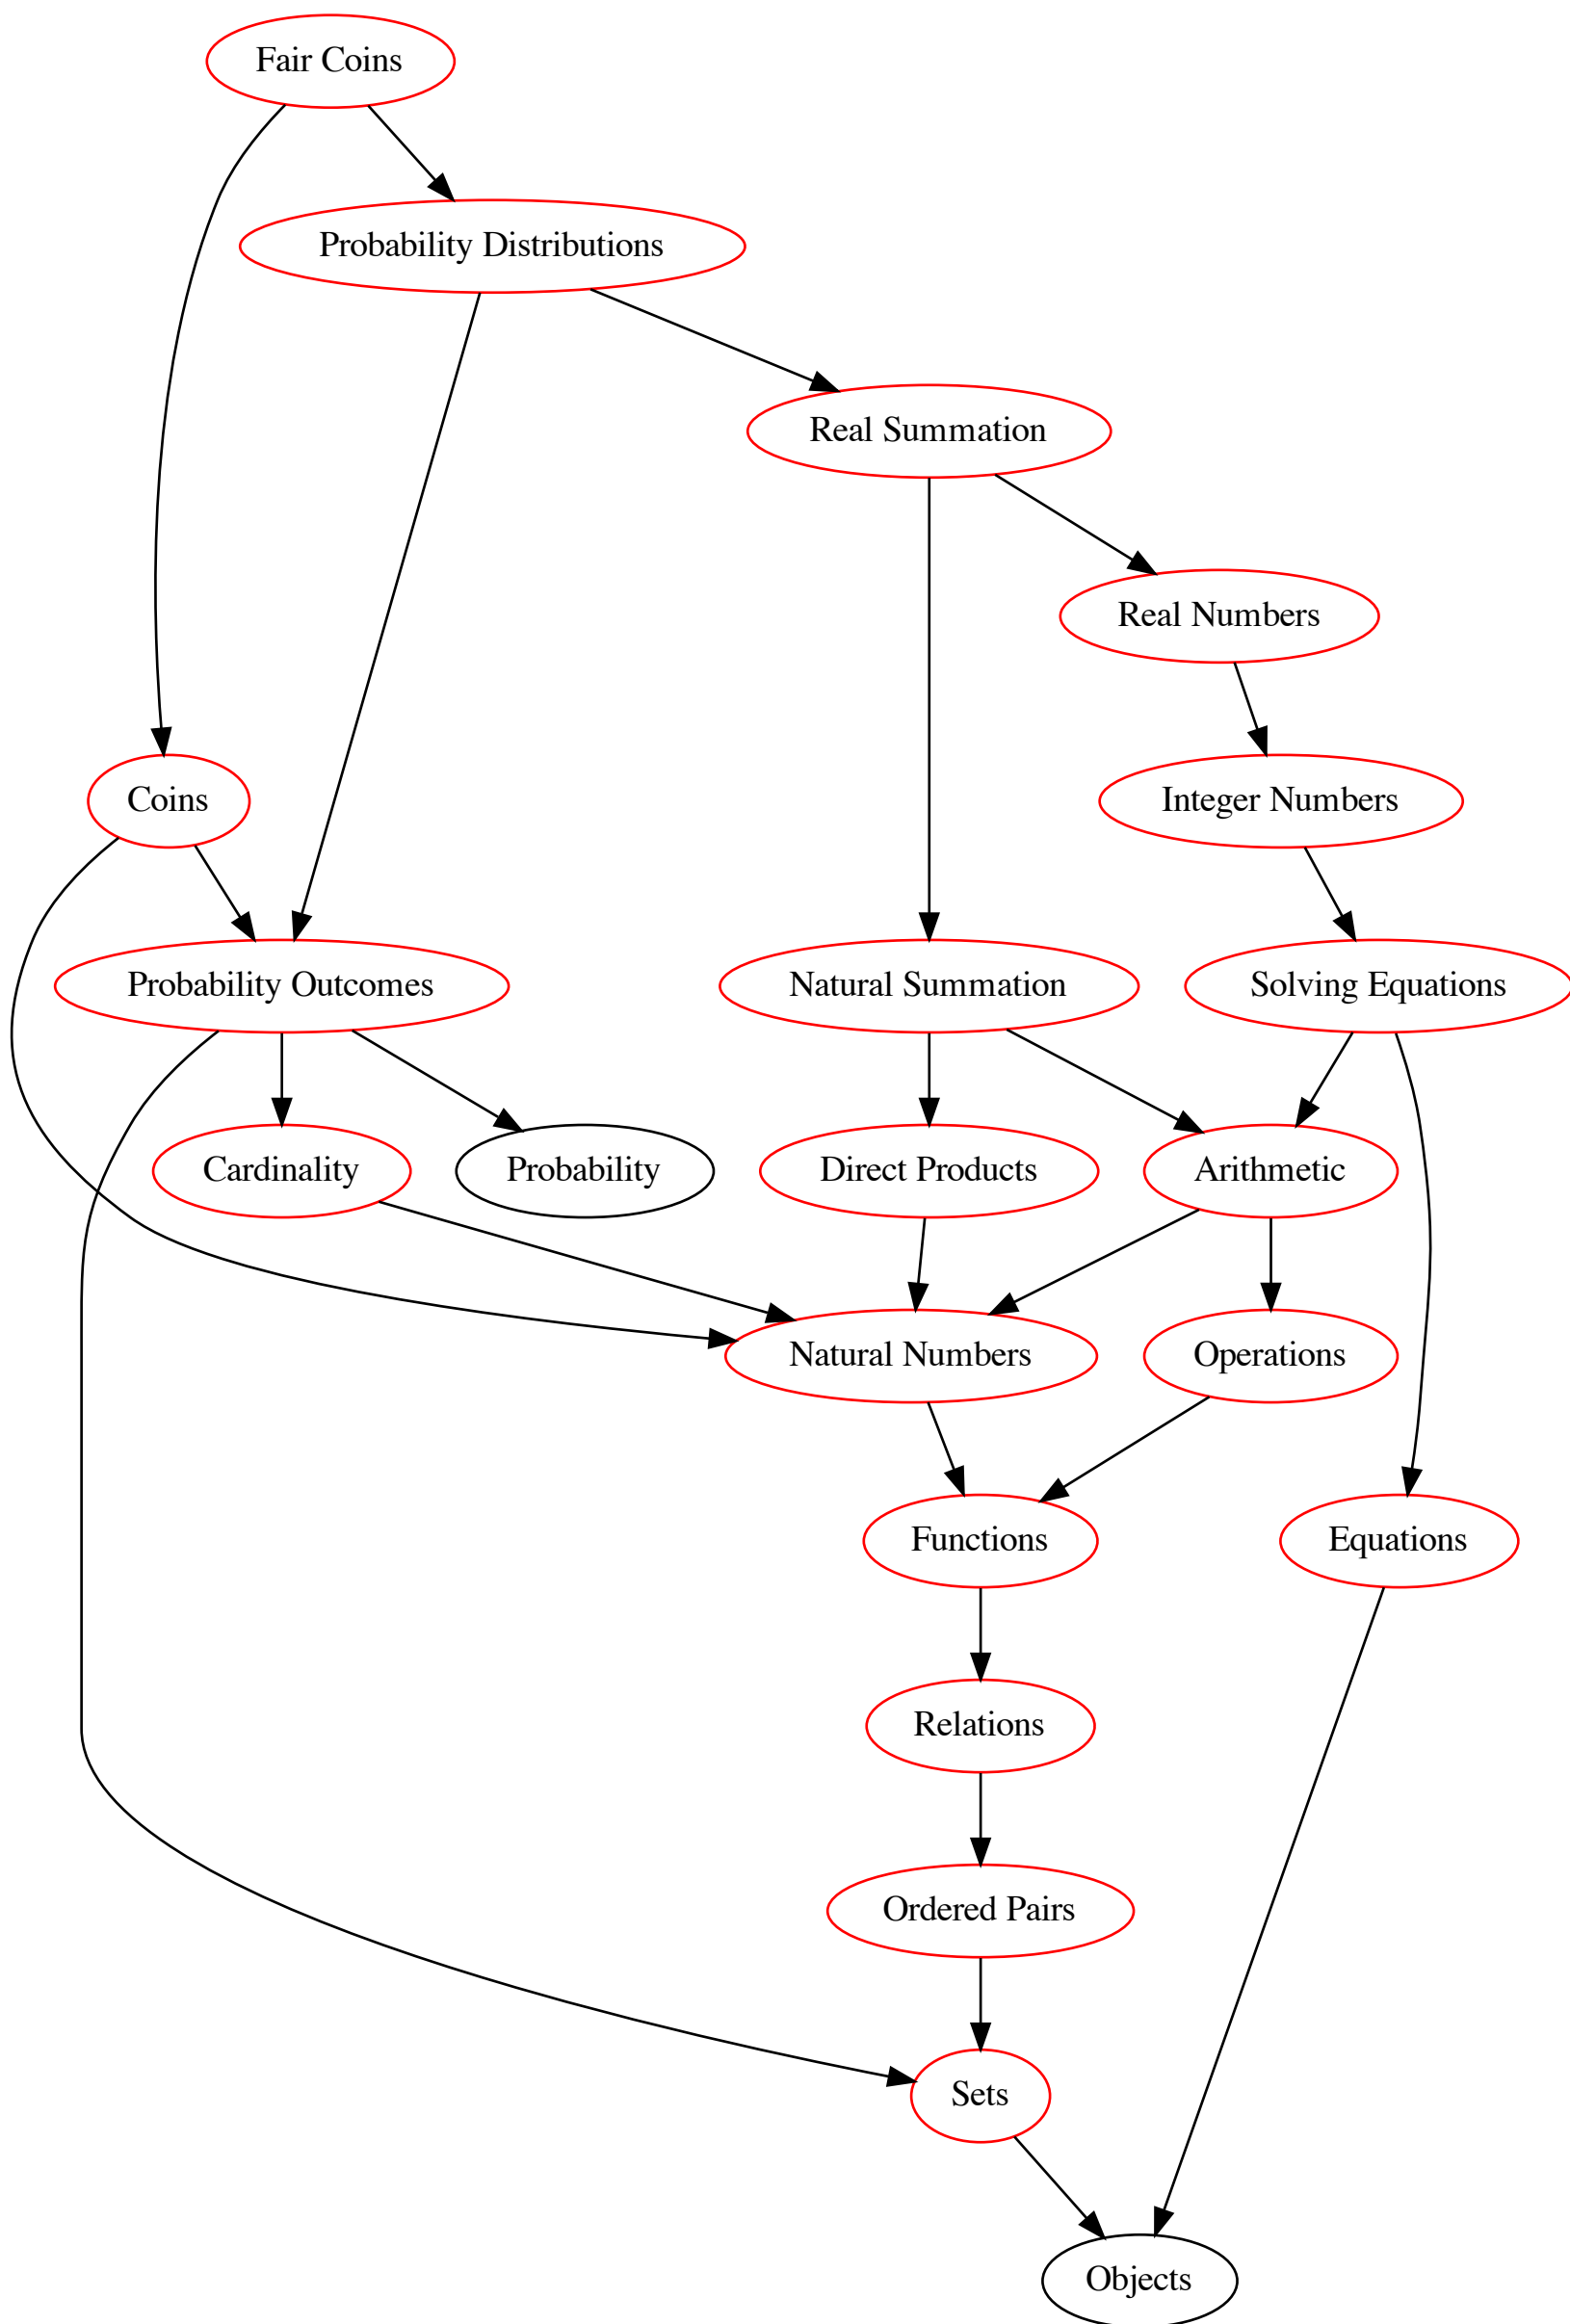 Fair Coins
Probability Distributions
Real Summation
Real Numbers
Coins
Integer Numbers
Probability Outcomes
Natural Summation
Solving Equations
Cardinality
Probability
Direct Products
Arithmetic
Natural Numbers
Operations
Functions
Equations
Relations
Ordered Pairs
Sets
Objects